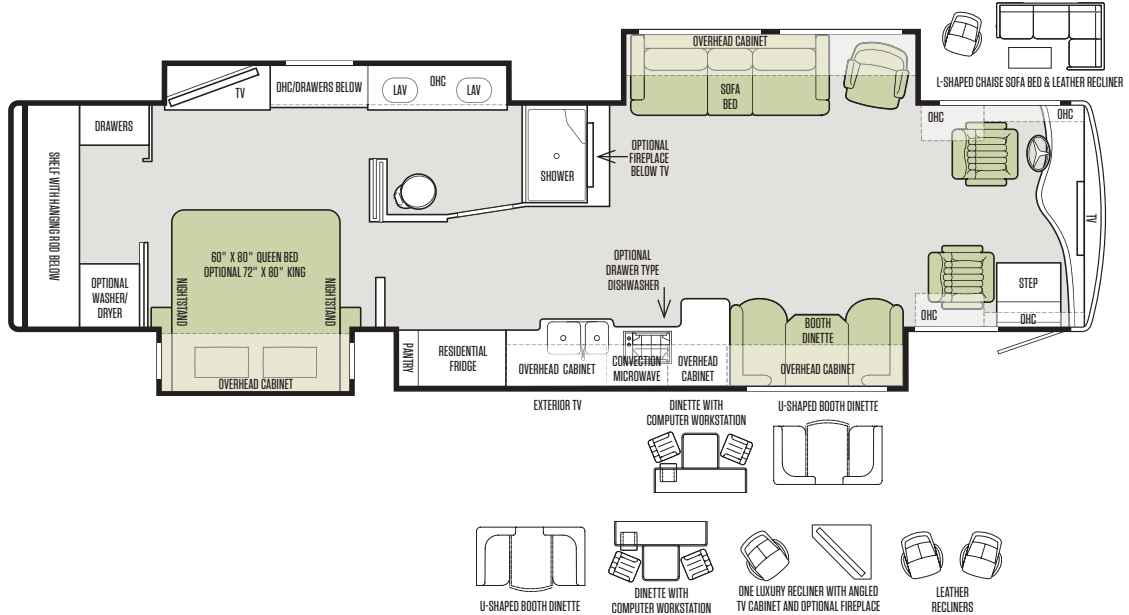 OVERHEAD CABINET
L-SHAPED CHAISE SOFA BED & LEATHER RECLINER
TV
OHC/DRAWERS BELOW
OHC
LAV
LAV
SOFA
BED
OHC
OHC
DRAWERS
SHELF WITH HANGING ROD BELOW
SHOWER
OPTIONAL
FIREPLACE
BELOW TV
TV
60" X 80" QUEEN BED
OPTIONAL 72" X 80" KING
NIGHTSTAND
NIGHTSTAND
OPTIONAL
WASHER/
DRYER
OPTIONAL
DRAWER TYPE
DISHWASHER
STEP
OHC
OHC
BOOTH
DINETTE
PANTRY
RESIDENTIAL
FRIDGE
OVERHEAD CABINET
CONVECTION
MICROWAVE
OVERHEAD
CABINET
OVERHEAD CABINET
OVERHEAD CABINET
EXTERIOR TV
DINETTE WITH
COMPUTER WORKSTATION
U-SHAPED BOOTH DINETTE
U-SHAPED BOOTH DINETTE
DINETTE WITH
COMPUTER WORKSTATION
ONE LUXURY RECLINER WITH ANGLED
TV CABINET AND OPTIONAL FIREPLACE
LEATHER
RECLINERS